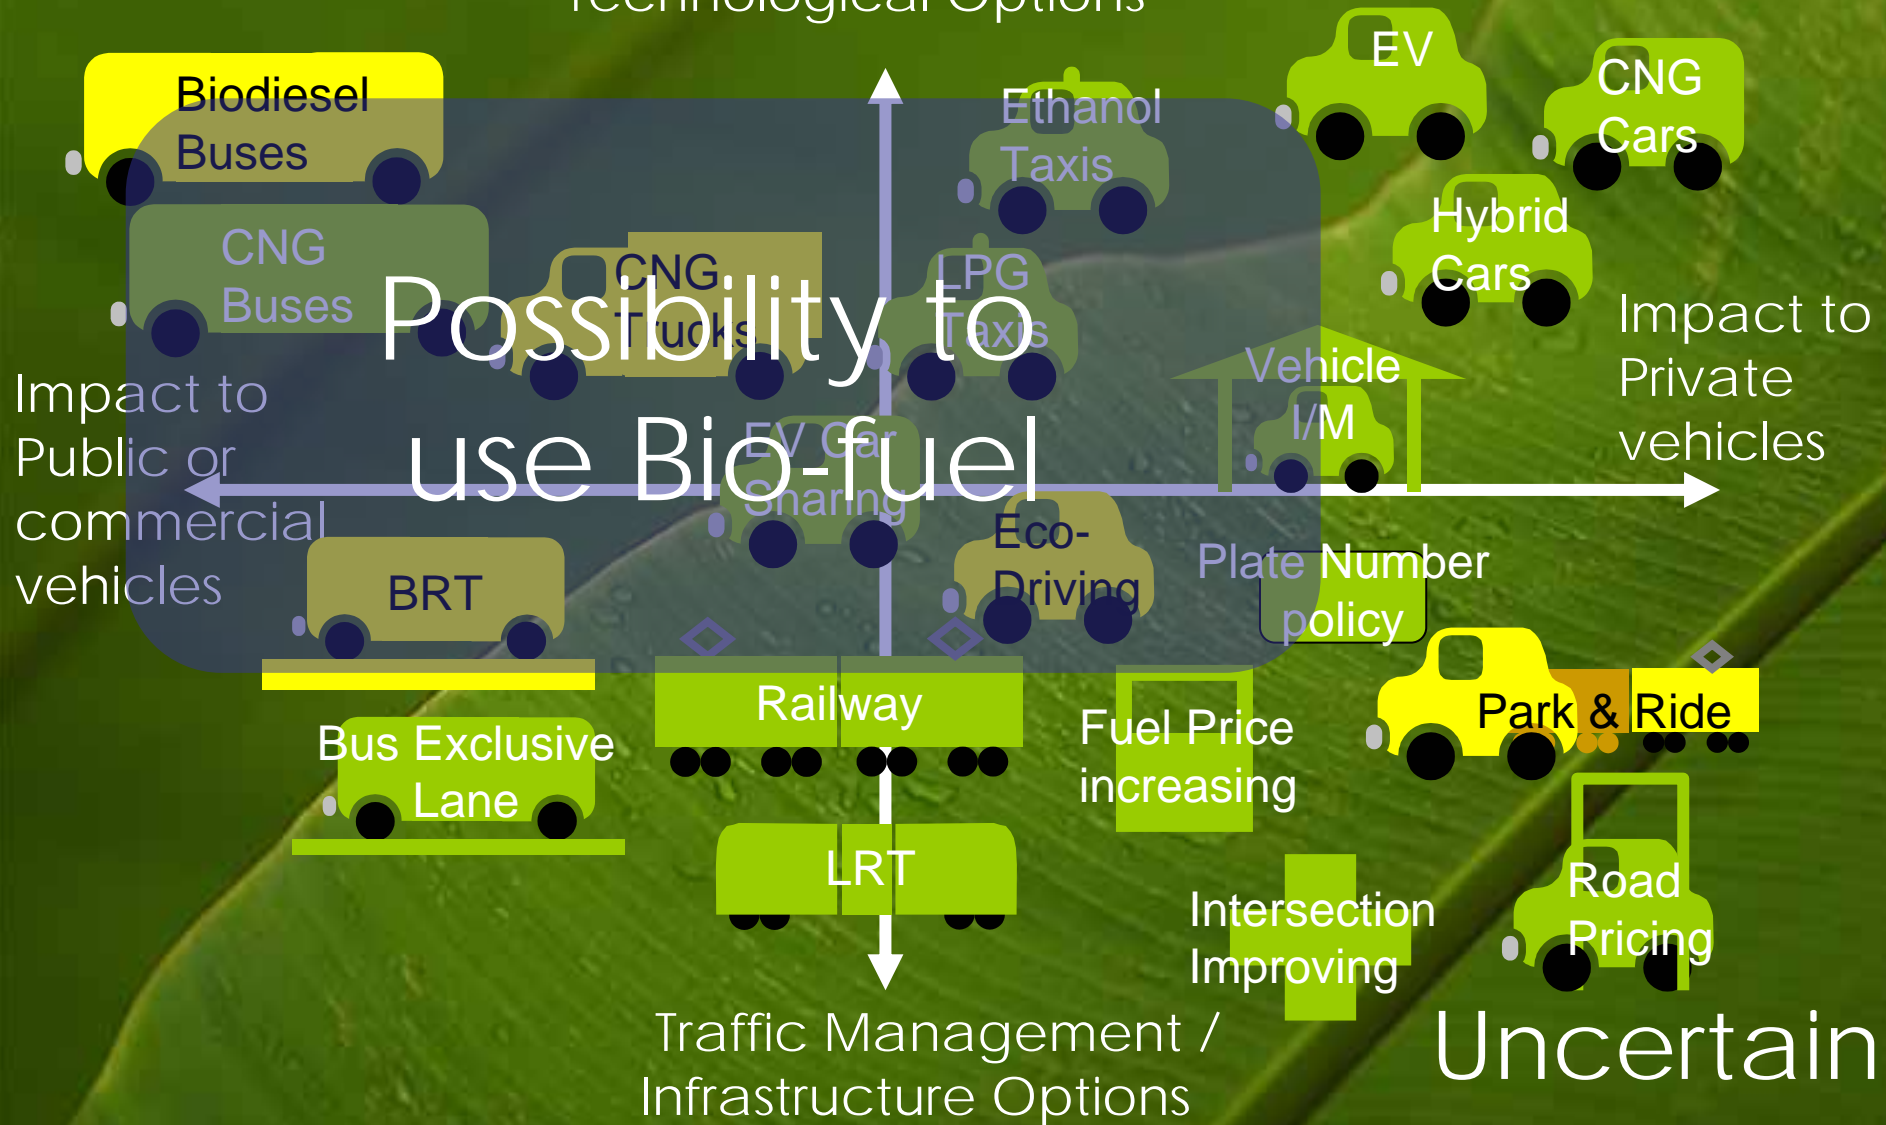 Technological Options
EV
Biodiesel
Buses
Ethanol
Taxis
CNG
Cars
CNG
Buses
CNG
Trucks
LPG
Taxis
Hybrid
Cars
Possibility to
use Bio-fuel
Impact to
Private
vehicles
Impact to
Public or
commercial
vehicles
Vehicle
I/M
EV Car
Sharing
Eco-
Driving
Plate Number
policy
BRT
Railway
Park & Ride
Bus Exclusive
Lane
Fuel Price
increasing
LRT
Intersection
Improving
Road
Pricing
Traffic Management /
Infrastructure Options
Uncertain